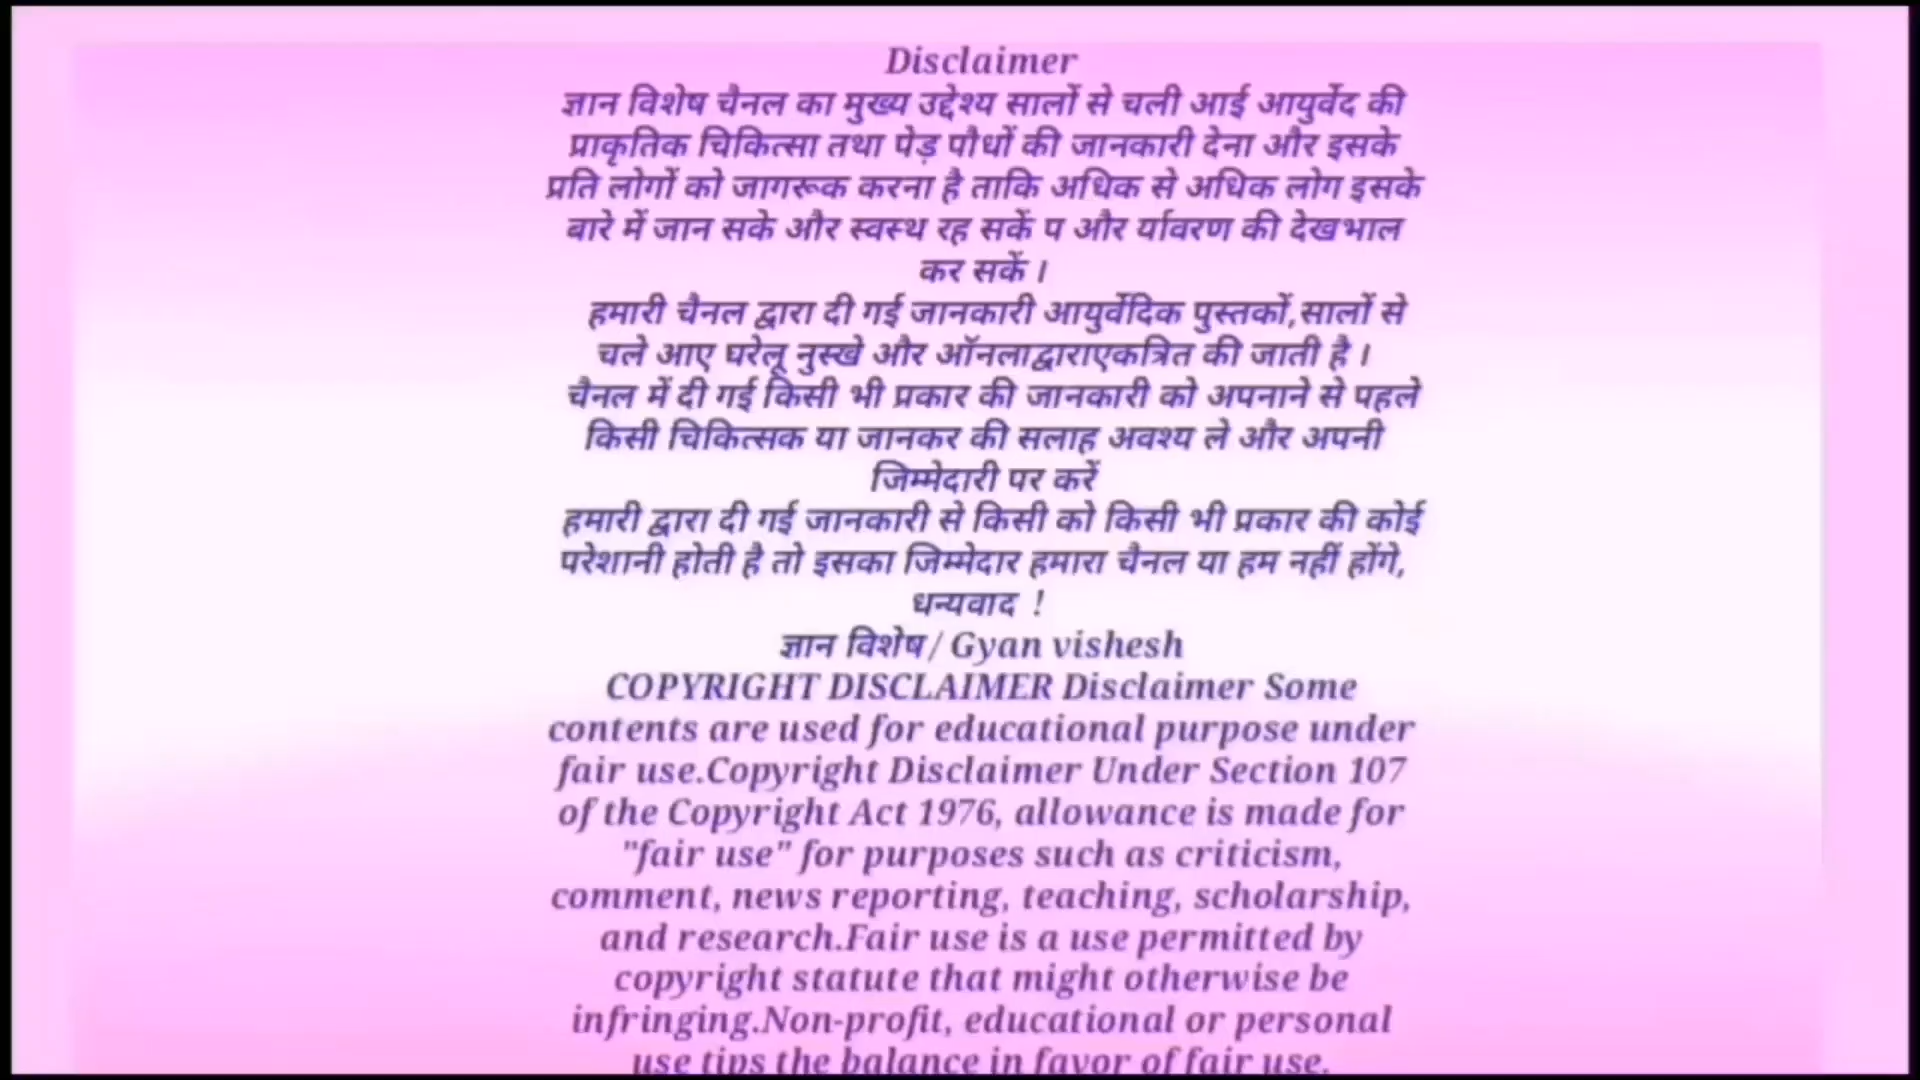 Disclaimer
ज्ञान विशेष चैनल का मुख्य उद्देश्य सालों से चली आई आयुर्वेद की
प्राकृतिक चिकित्सा तथा पेड़ पौधों की जानकारी देना और इसके
प्रति लोगों को जागरूक करना है ताकि अधिक से अधिक लोग इसके
बारे में जान सके और स्वस्थ रह सकें प और र्यावरण की देखभाल
कर सकें ।
हमारी चैनल द्वारा दी गई जानकारी आयुर्वेदिक पुस्तकों,सालों से
चले आए घरेलू नुस्खे और ऑनलाद्वाराएकत्रित की जाती है ।
चैनल में दी गई किसी भी प्रकार की जानकारी को अपनाने से पहले
किसी चिकित्सक या जानकर की सलाह अवश्य ले और अपनी
जिम्मेदारी पर करें
हमारी द्वारा दी गई जानकारी से किसी को किसी भी प्रकार की कोई
परेशानी होती है तो इसका जिम्मेदार हमारा चैनल या हम नहीं होंगे,
धन्यवाद !
ज्ञान विशेष/ Gyan vishesh
COPYRIGHT DISCLAIMER Disclaimer Some
contents are used for educational purpose under
fair use.Copyright Disclaimer Under Section 107
of the Copyright Act 1976, allowance is made for
"fair use" for purposes such as criticism,
comment, news reporting, teaching, scholarship,
and research.Fair use is a use permitted by
copyright statute that might otherwise be
infringing.Non-profit, educational or personal
use tips the balance in favor of fair use.